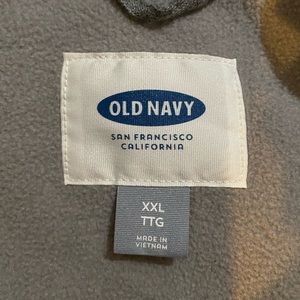 OLD NAVY
SAN FRANCISCO
CALIFORNIA
XXL
TTG
MADE IN
VIETNAM